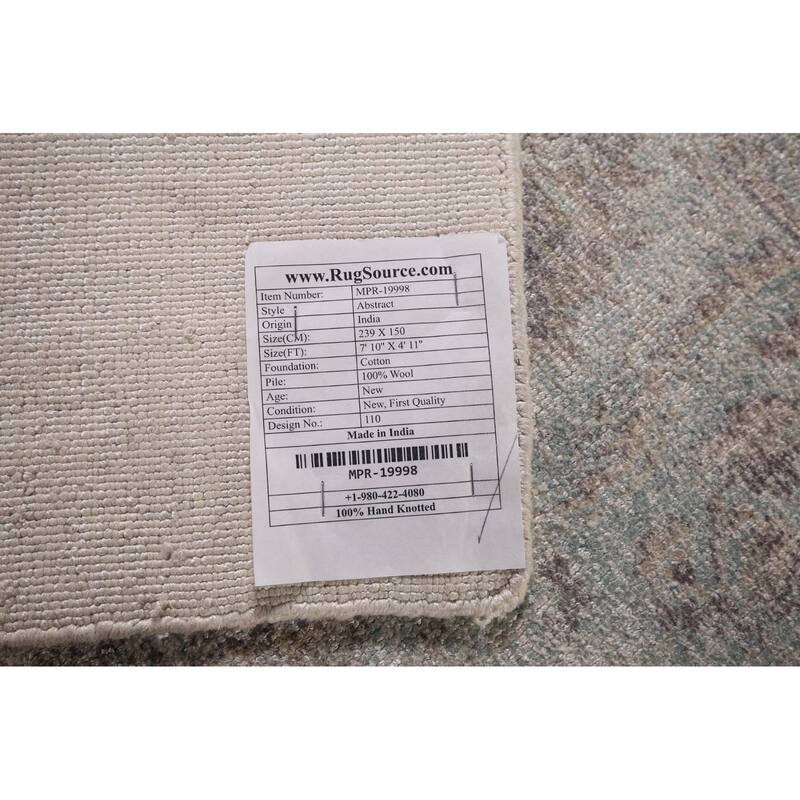 www.RugSource.com
Item Number: MPR-19998
Style Abstract
Origin India
Size(CM): 239 X 150
Size(FT): 7' 10" X 4' 11"
Foundation: Cotton
Pile: 100% Wool
Age: New
Condition: New, First Quality
Design No.: 110
Made in India
MPR-19998
+1-980-422-4080
100% Hand Knotted